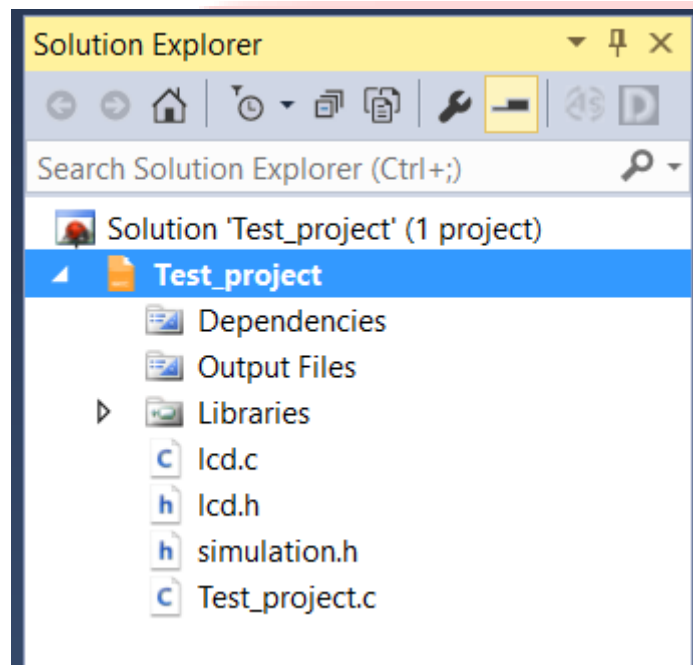 Solution Explorer
Search Solution Explorer (Ctrl+;)
Solution 'Test_project' (1 project)
Test_project
Dependencies
Output Files
Libraries
c lcd.c
h lcd.h
h simulation.h
c Test_project.c